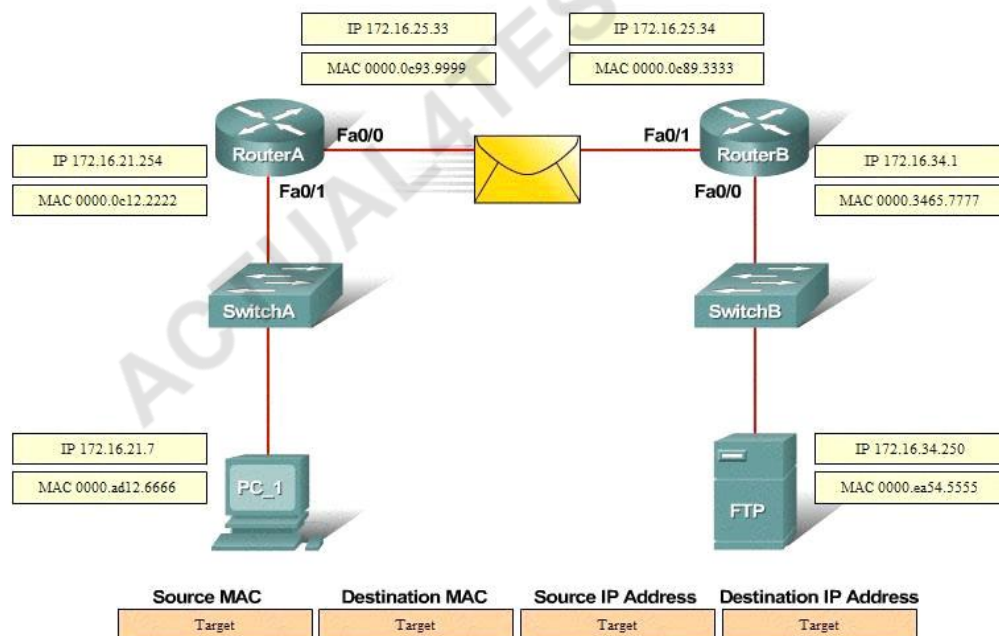 IP 172.16.25.33
IP 172.16.25.34
MAC 0000.0c93.9999
MAC 0000.0c89.3333
Fa0/0
Fa0/1
RouterA
RouterB
IP 172.16.21.254
IP 172.16.34.1
MAC 0000.0c12.2222
Fa0/1
Fa0/0
MAC 0000.3465.7777
SwitchA
SwitchB
IP 172.16.21.7
IP 172.16.34.250
MAC 0000.ad12.6666
PC_1
MAC 0000.ea54.5555
FTP
ACTUAL4TES
Source MAC
Destination MAC
Source IP Address
Destination IP Address
Target
Target
Target
Target